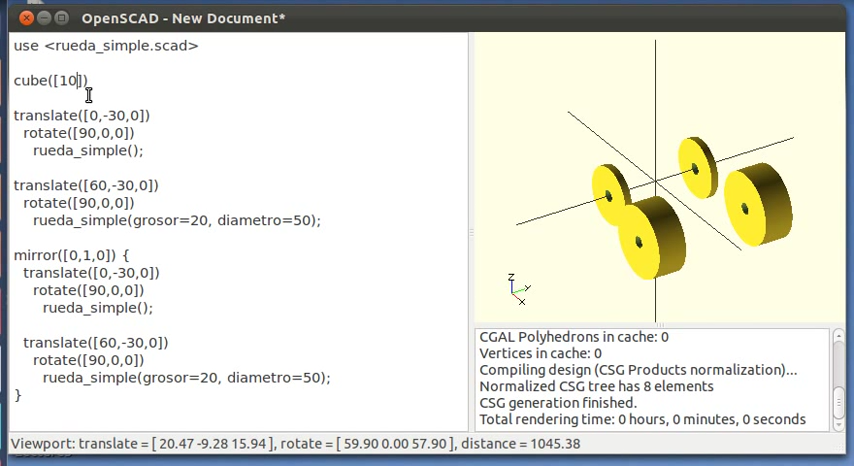 OpenSCAD - New Document*
use <rueda_simple.scad>
cube([10])
translate([0,-30,0])
rotate([90,0,0])
rueda_simple();
translate([60,-30,0])
rotate([90,0,0])
rueda_simple(grosor=20, diametro=50);
mirror([0,1,0]) {
translate([0,-30,0])
rotate([90,0,0])
rueda_simple();
translate([60,-30,0])
rotate([90,0,0])
rueda_simple(grosor=20, diametro=50);
}
Z
Y
X
CGAL Polyhedrons in cache: 0
Vertices in cache: 0
Compiling design (CSG Products normalization)...
Normalized CSG tree has 8 elements
CSG generation finished.
Total rendering time: 0 hours, 0 minutes, 0 seconds
Viewport: translate = [ 20.47 -9.28 15.94 ], rotate = [ 59.90 0.00 57.90 ], distance = 1045.38